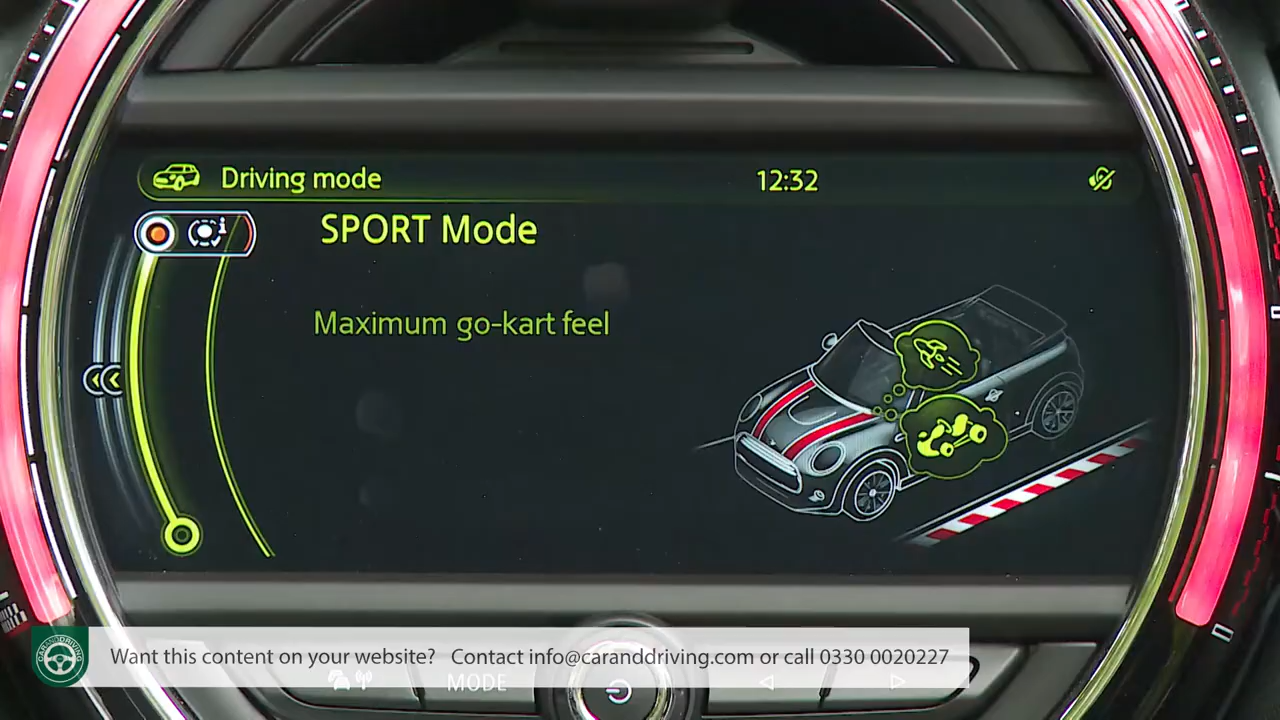 Driving mode
12:32
SPORT Mode
Maximum go-kart feel
CARANDDRIVING
Want this content on your website? Contact info@caranddriving.com or call 0330 0020227
MODE